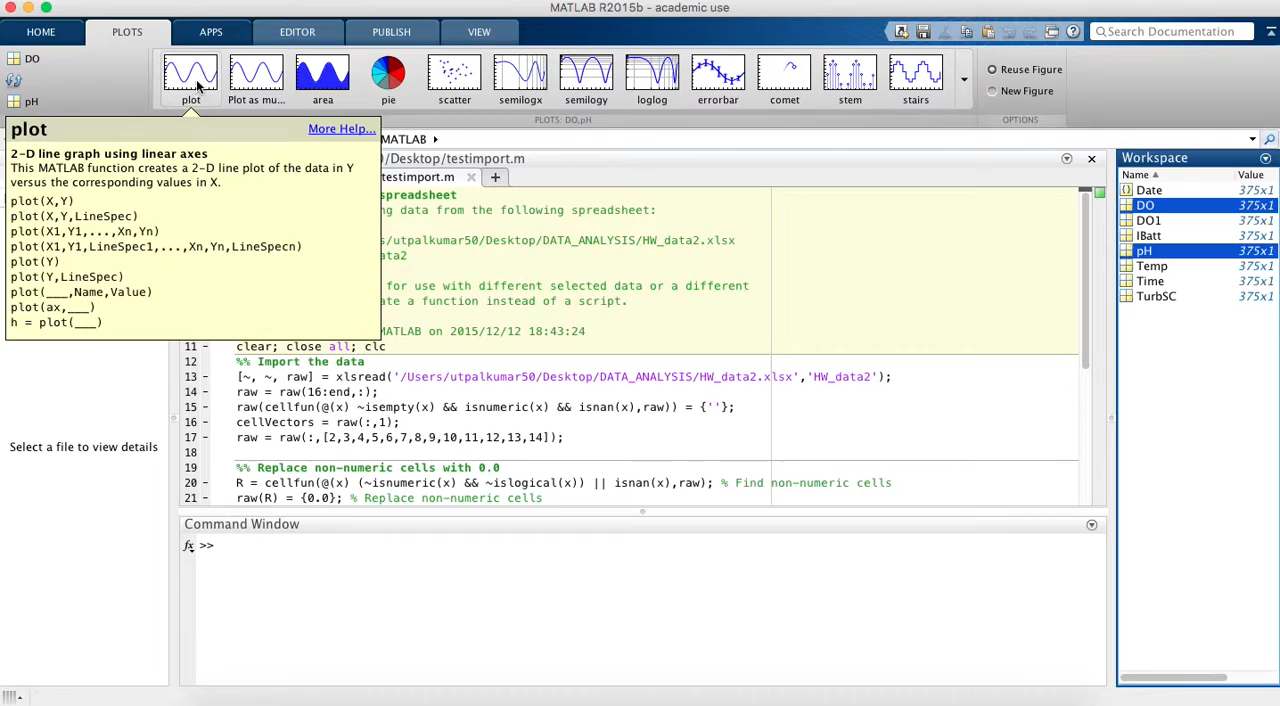 MATLAB R2015b - academic use
HOME PLOTS APPS EDITOR PUBLISH VIEW
Search Documentation
DO
pH
plot Plot as mu... area pie scatter semilogx semilogy loglog errorbar comet stem stairs
Reuse Figure
New Figure
PLOTS: DO,pH OPTIONS
plot More Help...
2-D line graph using linear axes
This MATLAB function creates a 2-D line plot of the data in Y
versus the corresponding values in X.
plot(X,Y)
plot(X,Y,LineSpec)
plot(X1,Y1,...,Xn,Yn)
plot(X1,Y1,LineSpec1,...,Xn,Yn,LineSpecn)
plot(Y)
plot(Y,LineSpec)
plot(___,Name,Value)
plot(ax,___)
h = plot(___)
MATLAB
/Desktop/testimport.m
testimport.m
spreadsheet
ng data from the following spreadsheet:
s/utpalkumar50/Desktop/DATA_ANALYSIS/HW_data2.xlsx
data2
for use with different selected data or a different
ate a function instead of a script.
MATLAB on 2015/12/12 18:43:24
11 - clear; close all; clc
12 %% Import the data
13 - [~, ~, raw] = xlsread('/Users/utpalkumar50/Desktop/DATA_ANALYSIS/HW_data2.xlsx','HW_data2');
14 - raw = raw(16:end,:);
15 - raw(cellfun(@(x) ~isempty(x) && isnumeric(x) && isnan(x),raw)) = {''};
16 - cellVectors = raw(:,1);
17 - raw = raw(:,[2,3,4,5,6,7,8,9,10,11,12,13,14]);
18
19 %% Replace non-numeric cells with 0.0
20 - R = cellfun(@(x) (~isnumeric(x) && ~islogical(x)) || isnan(x),raw); % Find non-numeric cells
21 - raw(R) = {0.0}; % Replace non-numeric cells
Select a file to view details
Command Window
fx >>
Workspace
Name Value
Date 375x1
DO 375x1
DO1 375x1
IBatt 375x1
pH 375x1
Temp 375x1
Time 375x1
TurbSC 375x1